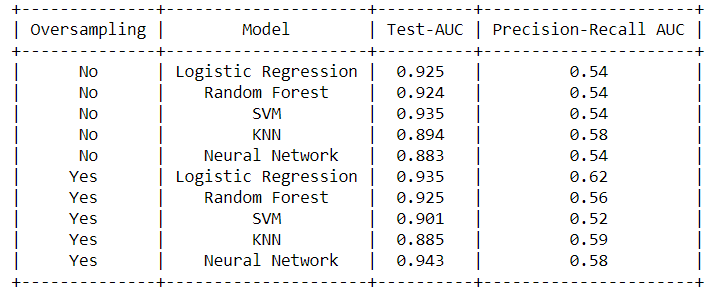 +--------------+---------------------+----------+----------------------+
| Oversampling |        Model        | Test-AUC | Precision-Recall AUC |
+--------------+---------------------+----------+----------------------+
|      No      | Logistic Regression |  0.925   |         0.54         |
|      No      |    Random Forest    |  0.924   |         0.54         |
|      No      |         SVM         |  0.935   |         0.54         |
|      No      |         KNN         |  0.894   |         0.58         |
|      No      |    Neural Network   |  0.883   |         0.54         |
|     Yes      | Logistic Regression |  0.935   |         0.62         |
|     Yes      |    Random Forest    |  0.925   |         0.56         |
|     Yes      |         SVM         |  0.901   |         0.52         |
|     Yes      |         KNN         |  0.885   |         0.59         |
|     Yes      |    Neural Network   |  0.943   |         0.58         |
+--------------+---------------------+----------+----------------------+